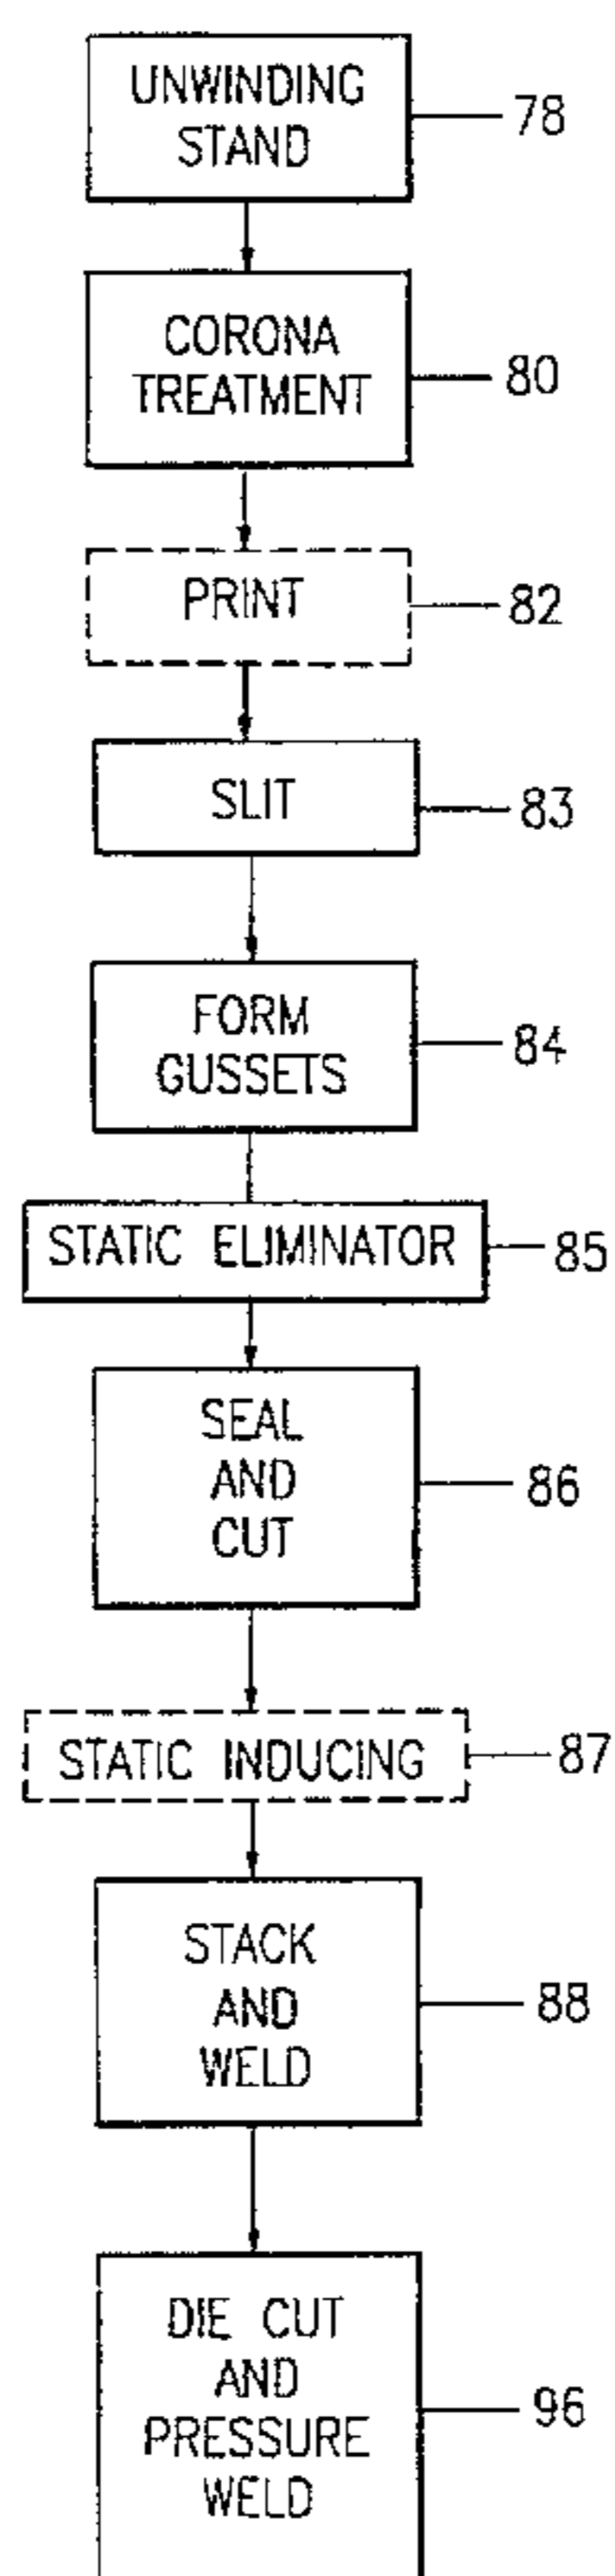 UNWINDING
STAND
78
CORONA
TREATMENT
80
PRINT
82
SLIT
83
FORM
GUSSETS
84
STATIC ELIMINATOR
85
SEAL
AND
CUT
86
STATIC INDUCING
87
STACK
AND
WELD
88
DIE CUT
AND
PRESSURE
WELD
96